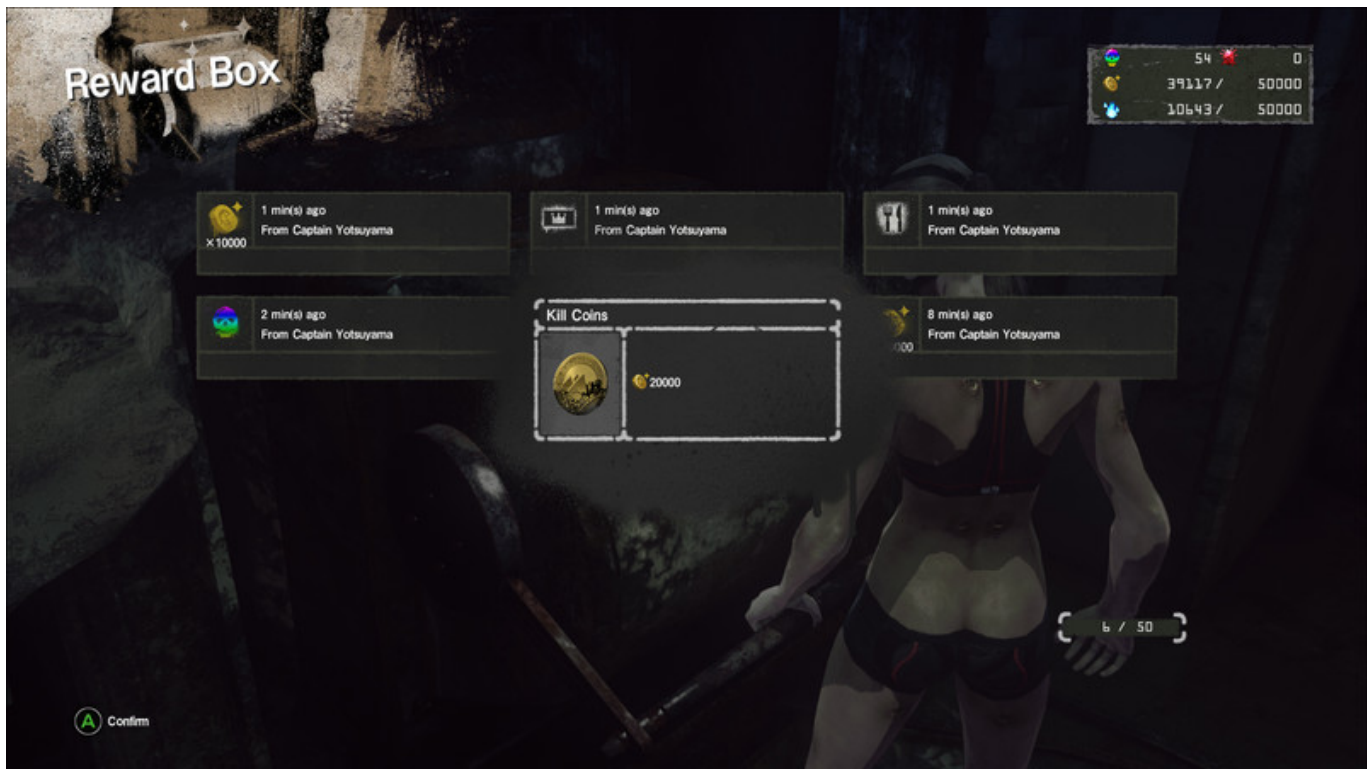 Reward Box
54 0
39117/ 50000
10643/ 50000
1 min(s) ago
From Captain Yotsuyama
×10000
1 min(s) ago
From Captain Yotsuyama
1 min(s) ago
From Captain Yotsuyama
2 min(s) ago
From Captain Yotsuyama
Kill Coins
20000
8 min(s) ago
From Captain Yotsuyama
6 / 50
A Confirm